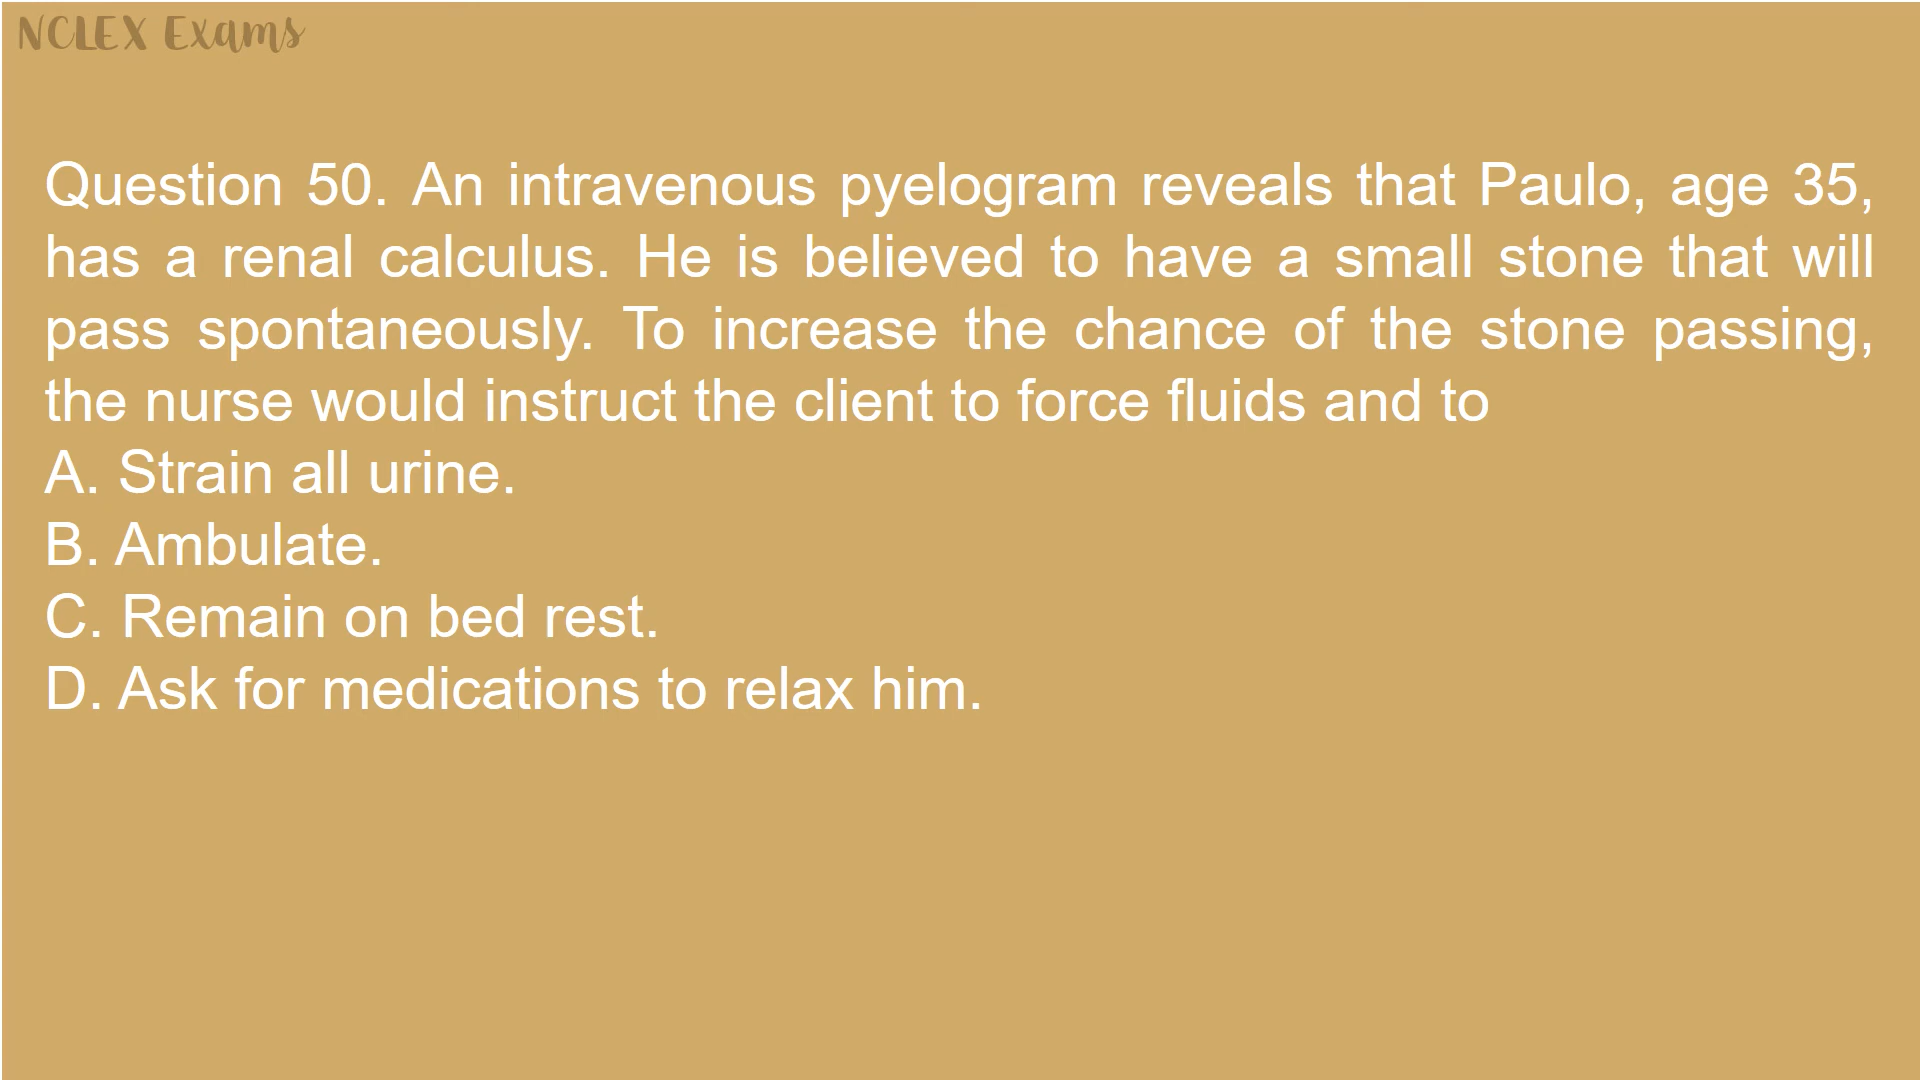 NCLEX Exams
Question 50. An intravenous pyelogram reveals that Paulo, age 35,
has a renal calculus. He is believed to have a small stone that will
pass spontaneously. To increase the chance of the stone passing,
the nurse would instruct the client to force fluids and to
A. Strain all urine.
B. Ambulate.
C. Remain on bed rest.
D. Ask for medications to relax him.